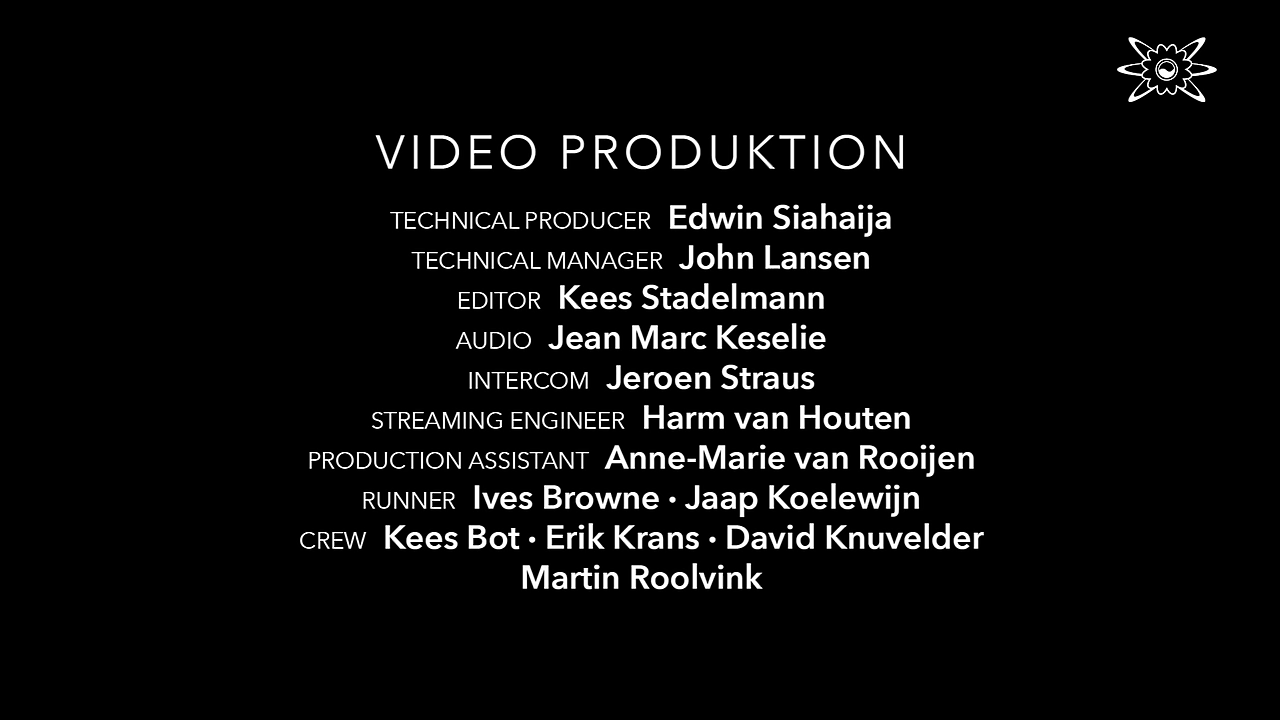 VIDEO PRODUKTION
TECHNICAL PRODUCER Edwin Siahaija
TECHNICAL MANAGER John Lansen
EDITOR Kees Stadelmann
AUDIO Jean Marc Keselie
INTERCOM Jeroen Straus
STREAMING ENGINEER Harm van Houten
PRODUCTION ASSISTANT Anne-Marie van Rooijen
RUNNER Ives Browne · Jaap Koelewijn
CREW Kees Bot · Erik Krans · David Knuvelder
Martin Roolvink